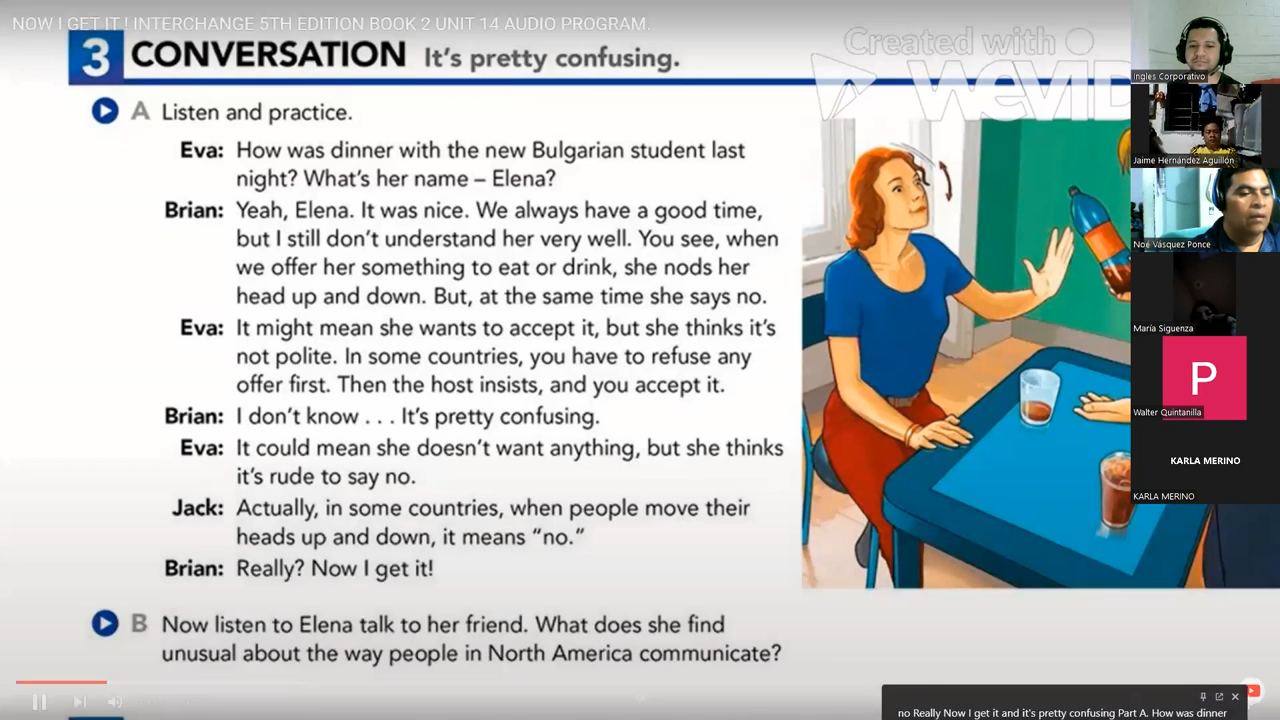 NOW I GET IT ! INTERCHANGE 5TH EDITION BOOK 2 UNIT 14 AUDIO PROGRAM.
3 CONVERSATION It's pretty confusing.
Created with
WEVID
A Listen and practice.
Eva: How was dinner with the new Bulgarian student last
night? What's her name – Elena?
Brian: Yeah, Elena. It was nice. We always have a good time,
but I still don't understand her very well. You see, when
we offer her something to eat or drink, she nods her
head up and down. But, at the same time she says no.
Eva: It might mean she wants to accept it, but she thinks it's
not polite. In some countries, you have to refuse any
offer first. Then the host insists, and you accept it.
Brian: I don't know . . . It's pretty confusing.
Eva: It could mean she doesn't want anything, but she thinks
it's rude to say no.
Jack: Actually, in some countries, when people move their
heads up and down, it means “no.”
Brian: Really? Now I get it!
B Now listen to Elena talk to her friend. What does she find
unusual about the way people in North America communicate?
Ingles Corporativo
Jaime Hernández Aguillón
Noé Vásquez Ponce
María Siguenza
P
Walter Quintanilla
KARLA MERINO
KARLA MERINO
no Really Now I get it and it's pretty confusing Part A. How was dinner